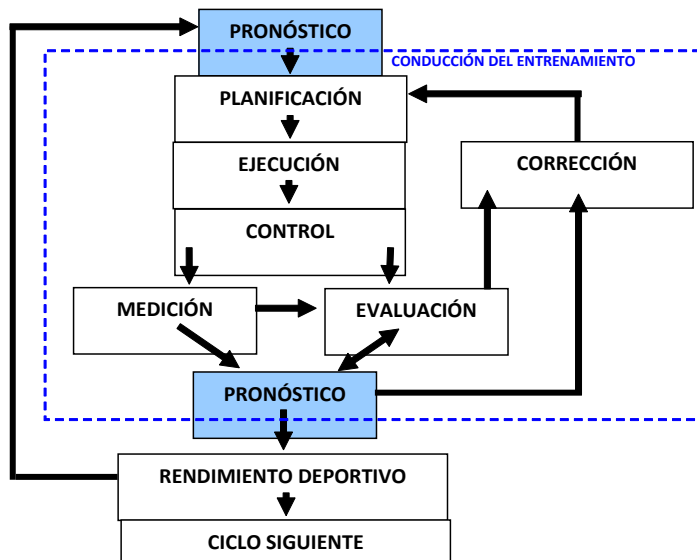 PRONÓSTICO
CONDUCCIÓN DEL ENTRENAMIENTO
PLANIFICACIÓN
EJECUCIÓN
CORRECCIÓN
CONTROL
MEDICIÓN
EVALUACIÓN
PRONÓSTICO
RENDIMIENTO DEPORTIVO
CICLO SIGUIENTE